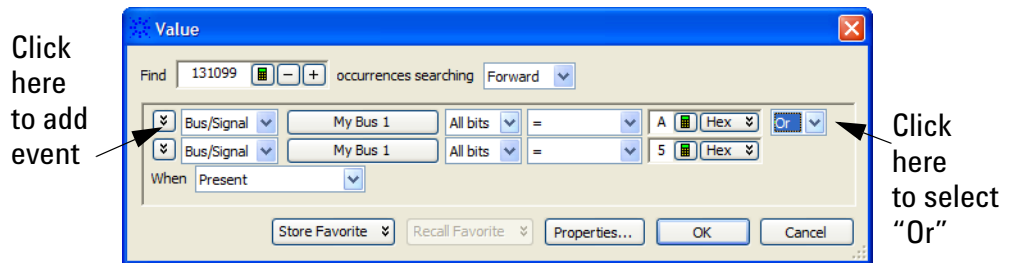 Click
here
to add
event
Value
Find 131099 − + occurrences searching Forward
Bus/Signal My Bus 1 All bits = A Hex Or
Bus/Signal My Bus 1 All bits = 5 Hex
When Present
Store Favorite Recall Favorite Properties... OK Cancel
Click
here
to select
“Or”